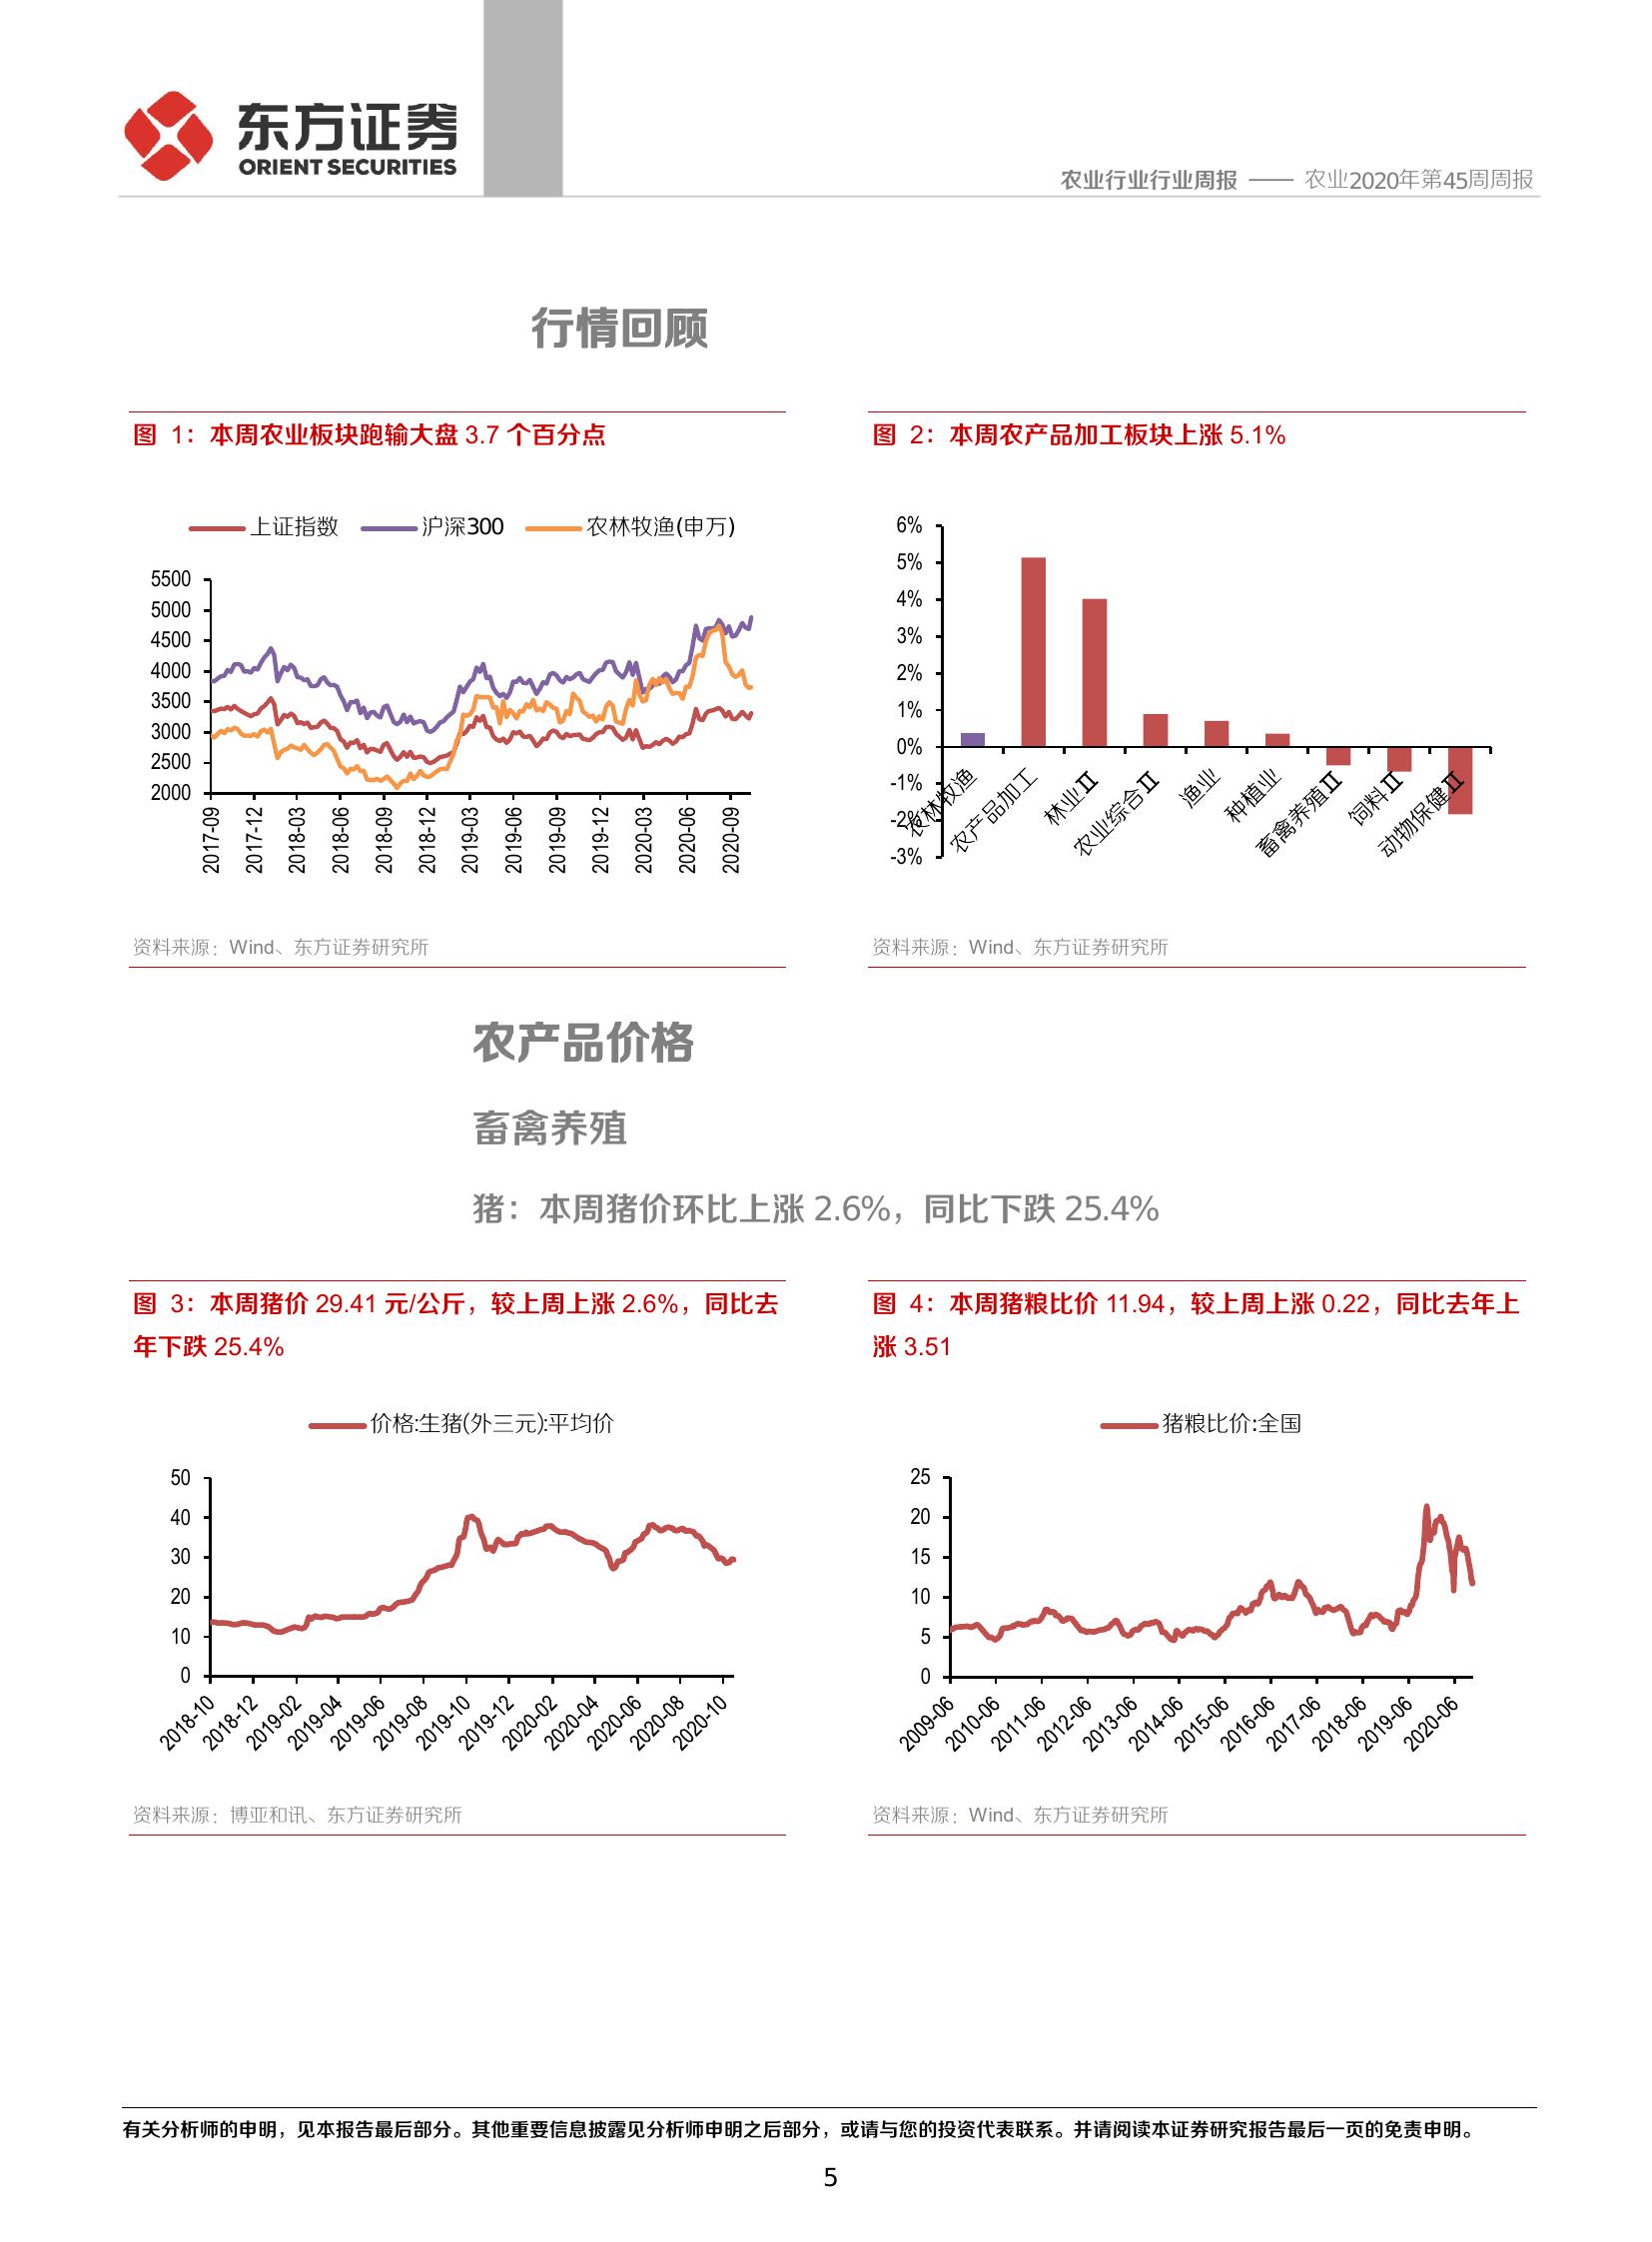 东方证券
ORIENT SECURITIES
农业行业行业周报 —— 农业2020年第45周周报
行情回顾
图 1：本周农业板块跑输大盘 3.7 个百分点
上证指数 沪深300 农林牧渔(申万)
5500
5000
4500
4000
3500
3000
2500
2000
2017-09
2017-12
2018-03
2018-06
2018-09
2018-12
2019-03
2019-06
2019-09
2019-12
2020-03
2020-06
2020-09
资料来源：Wind、东方证券研究所
图 2：本周农产品加工板块上涨 5.1%
6%
5%
4%
3%
2%
1%
0%
-1%
-2%
-3%
农林牧渔
农产品加工
林业Ⅱ
农业综合Ⅱ
渔业
种植业
畜禽养殖Ⅱ
饲料Ⅱ
动物保健Ⅱ
资料来源：Wind、东方证券研究所
农产品价格
畜禽养殖
猪：本周猪价环比上涨 2.6%，同比下跌 25.4%
图 3：本周猪价 29.41 元/公斤，较上周上涨 2.6%，同比去
年下跌 25.4%
价格:生猪(外三元):平均价
50
40
30
20
10
0
2018-10
2018-12
2019-02
2019-04
2019-06
2019-08
2019-10
2019-12
2020-02
2020-04
2020-06
2020-08
2020-10
资料来源：博亚和讯、东方证券研究所
图 4：本周猪粮比价 11.94，较上周上涨 0.22，同比去年上
涨 3.51
猪粮比价:全国
25
20
15
10
5
0
2009-06
2010-06
2011-06
2012-06
2013-06
2014-06
2015-06
2016-06
2017-06
2018-06
2019-06
2020-06
资料来源：Wind、东方证券研究所
有关分析师的申明，见本报告最后部分。其他重要信息披露见分析师申明之后部分，或请与您的投资代表联系。并请阅读本证券研究报告最后一页的免责申明。
5